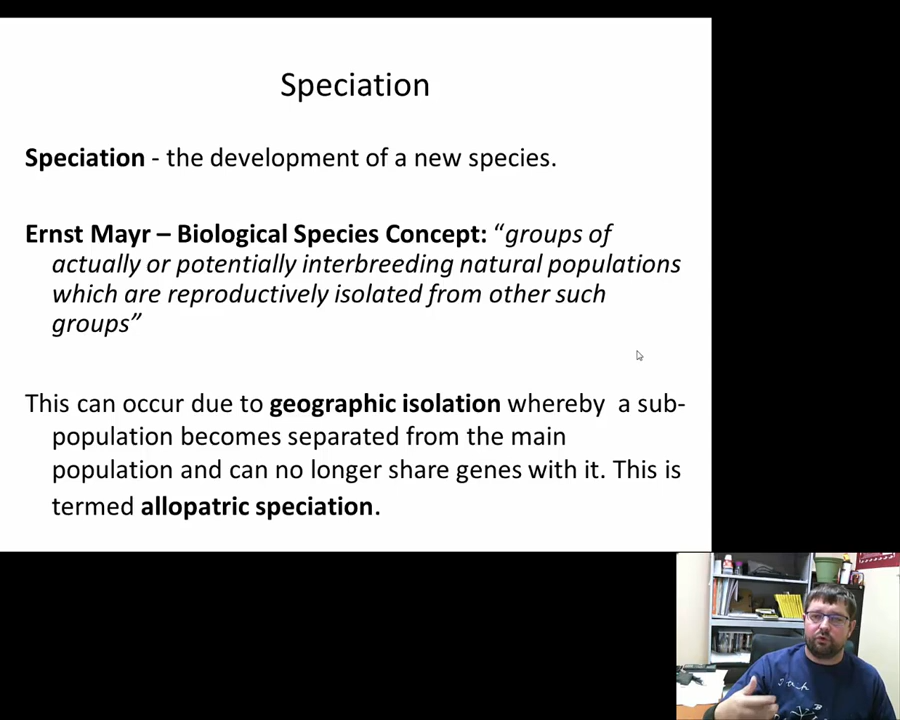 Speciation
Speciation - the development of a new species.
Ernst Mayr – Biological Species Concept: “groups of
actually or potentially interbreeding natural populations
which are reproductively isolated from other such
groups”
This can occur due to geographic isolation whereby a sub-
population becomes separated from the main
population and can no longer share genes with it. This is
termed allopatric speciation.